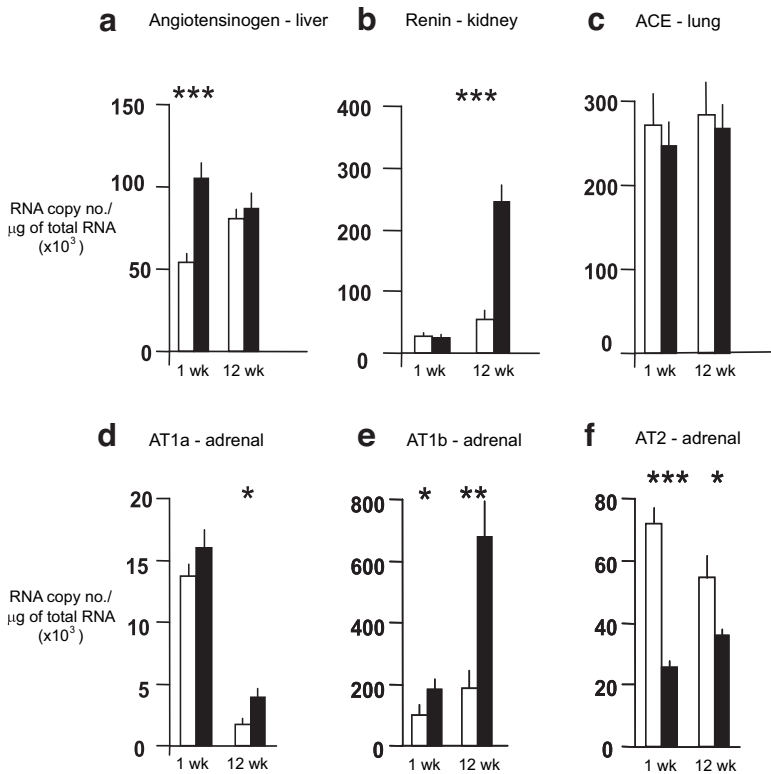 a Angiotensinogen - liver
b Renin - kidney
c ACE - lung
RNA copy no./
μg of total RNA
(x10³)
150
100
50
0
***
1 wk 12 wk
400
300
200
100
0
***
1 wk 12 wk
300
200
100
0
1 wk 12 wk
d AT1a - adrenal
e AT1b - adrenal
f AT2 - adrenal
RNA copy no./
μg of total RNA
(x10³)
20
15
10
5
0
*
1 wk 12 wk
800
600
400
200
0
* **
1 wk 12 wk
80
60
40
20
0
*** *
1 wk 12 wk